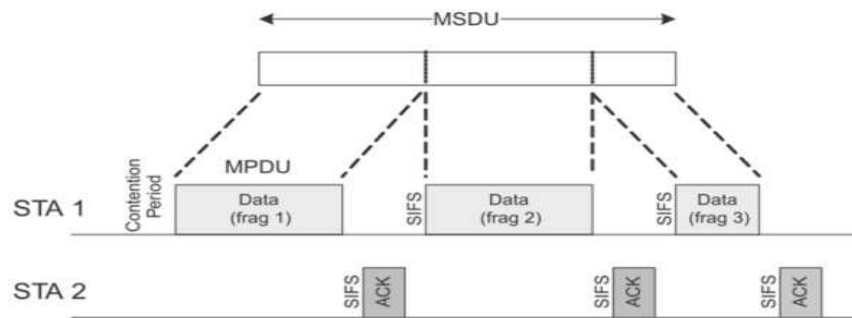 MSDU
MPDU
Contention
Period
STA 1
Data
(frag 1)
SIFS
Data
(frag 2)
SIFS
Data
(frag 3)
STA 2
SIFS
ACK
SIFS
ACK
SIFS
ACK